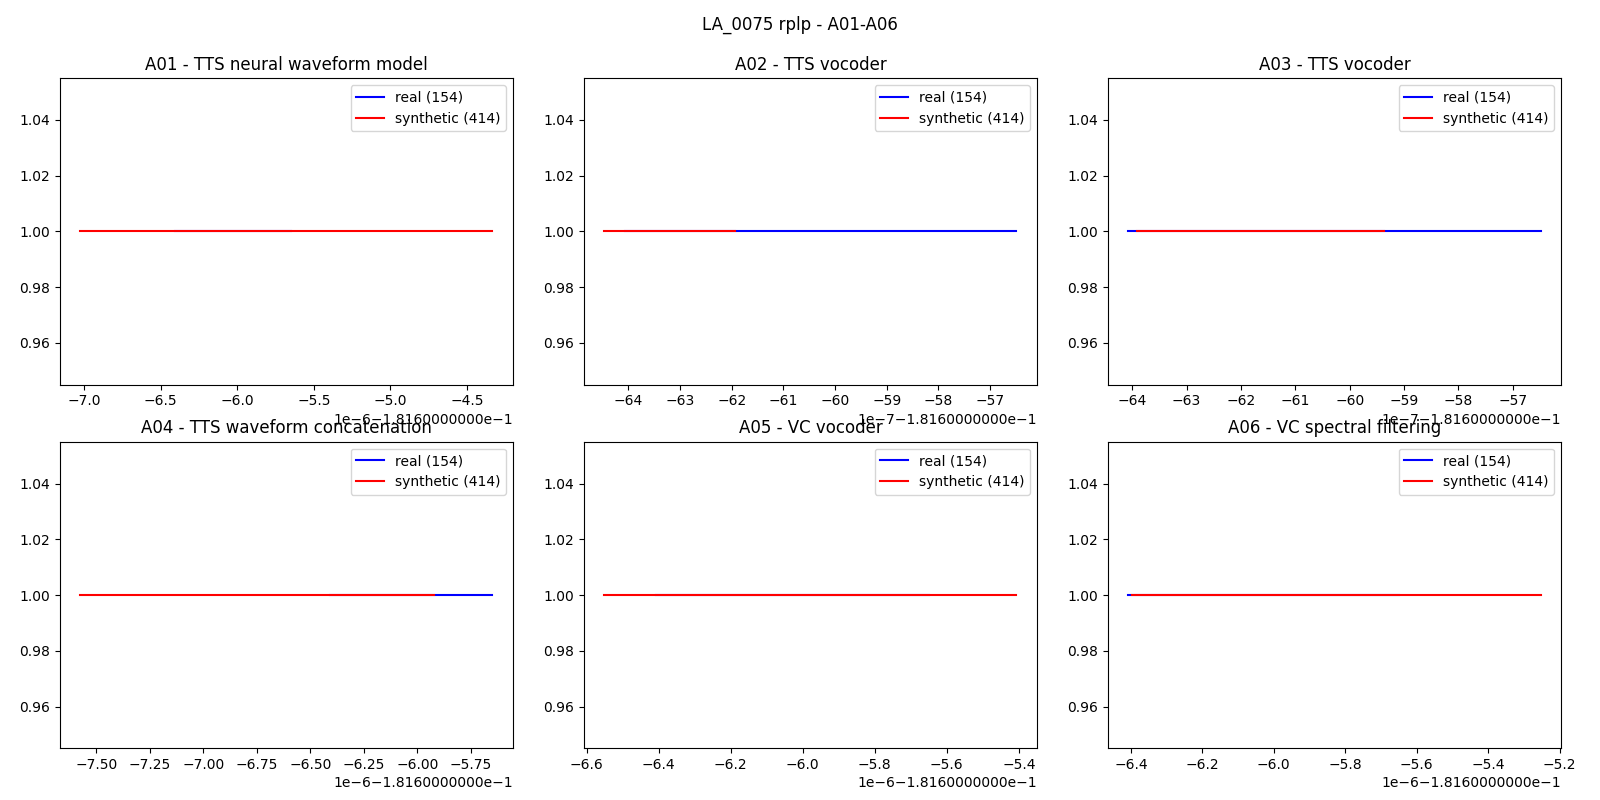 LA_0075 rplp - A01-A06
A01 - TTS neural waveform model
real (154)
synthetic (414)
1.04
1.02
1.00
0.98
0.96
−7.0 −6.5 −6.0 −5.5 −5.0 −4.5
1e−6−1.8160000000e−1
A02 - TTS vocoder
real (154)
synthetic (414)
1.04
1.02
1.00
0.98
0.96
−64 −63 −62 −61 −60 −59 −58 −57
1e−7−1.8160000000e−1
A03 - TTS vocoder
real (154)
synthetic (414)
1.04
1.02
1.00
0.98
0.96
−64 −63 −62 −61 −60 −59 −58 −57
1e−7−1.8160000000e−1
A04 - TTS waveform concatenation
real (154)
synthetic (414)
1.04
1.02
1.00
0.98
0.96
−7.50 −7.25 −7.00 −6.75 −6.50 −6.25 −6.00 −5.75
1e−6−1.8160000000e−1
A05 - VC vocoder
real (154)
synthetic (414)
1.04
1.02
1.00
0.98
0.96
−6.6 −6.4 −6.2 −6.0 −5.8 −5.6 −5.4
1e−6−1.8160000000e−1
A06 - VC spectral filtering
real (154)
synthetic (414)
1.04
1.02
1.00
0.98
0.96
−6.4 −6.2 −6.0 −5.8 −5.6 −5.4 −5.2
1e−6−1.8160000000e−1